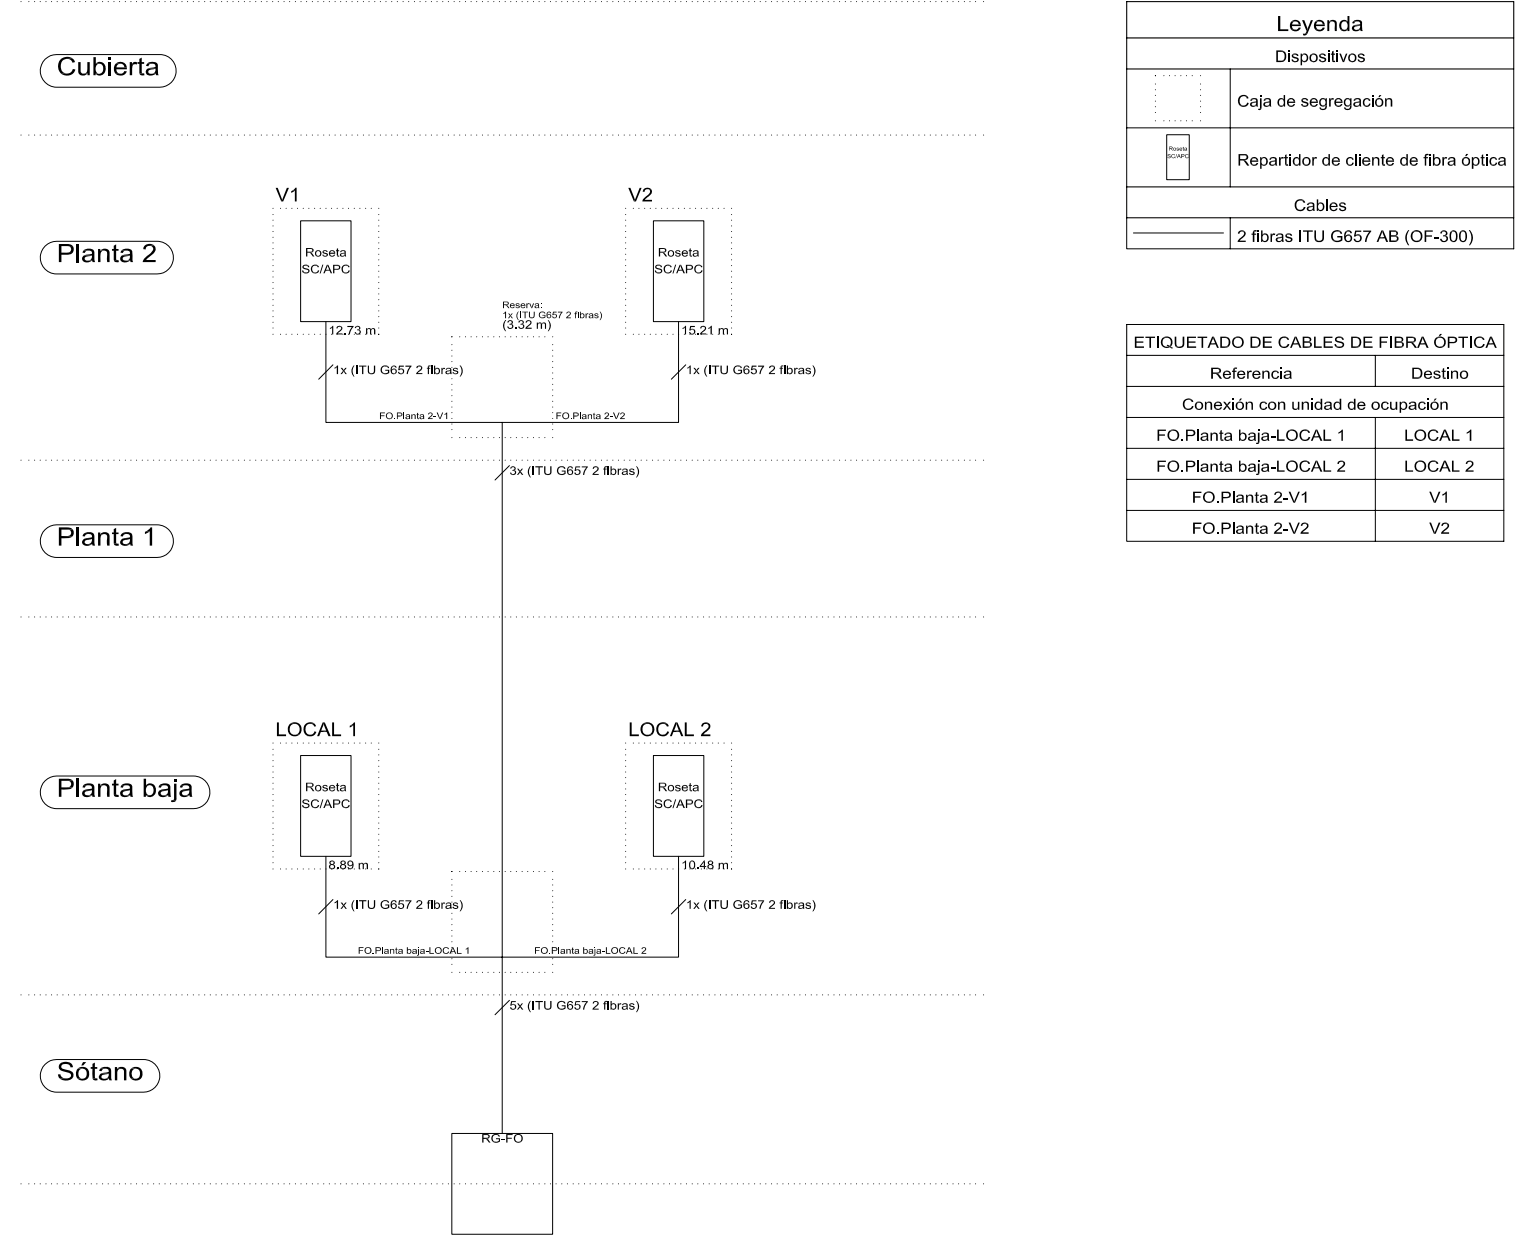 Cubierta
V1
V2
Planta 2
Roseta
SC/APC
Roseta
SC/APC
Reserva:
1x (ITU G657 2 fibras)
(3.32 m)
12.73 m
15.21 m
1x (ITU G657 2 fibras)
1x (ITU G657 2 fibras)
FO.Planta 2-V1
FO.Planta 2-V2
3x (ITU G657 2 fibras)
Planta 1
LOCAL 1
LOCAL 2
Planta baja
Roseta
SC/APC
Roseta
SC/APC
8.89 m
10.48 m
1x (ITU G657 2 fibras)
1x (ITU G657 2 fibras)
FO.Planta baja-LOCAL 1
FO.Planta baja-LOCAL 2
5x (ITU G657 2 fibras)
Sótano
RG-FO
Leyenda
Dispositivos
Caja de segregación
Roseta
SC/APC
Repartidor de cliente de fibra óptica
Cables
2 fibras ITU G657 AB (OF-300)
ETIQUETADO DE CABLES DE FIBRA ÓPTICA
Referencia Destino
Conexión con unidad de ocupación
FO.Planta baja-LOCAL 1 LOCAL 1
FO.Planta baja-LOCAL 2 LOCAL 2
FO.Planta 2-V1 V1
FO.Planta 2-V2 V2